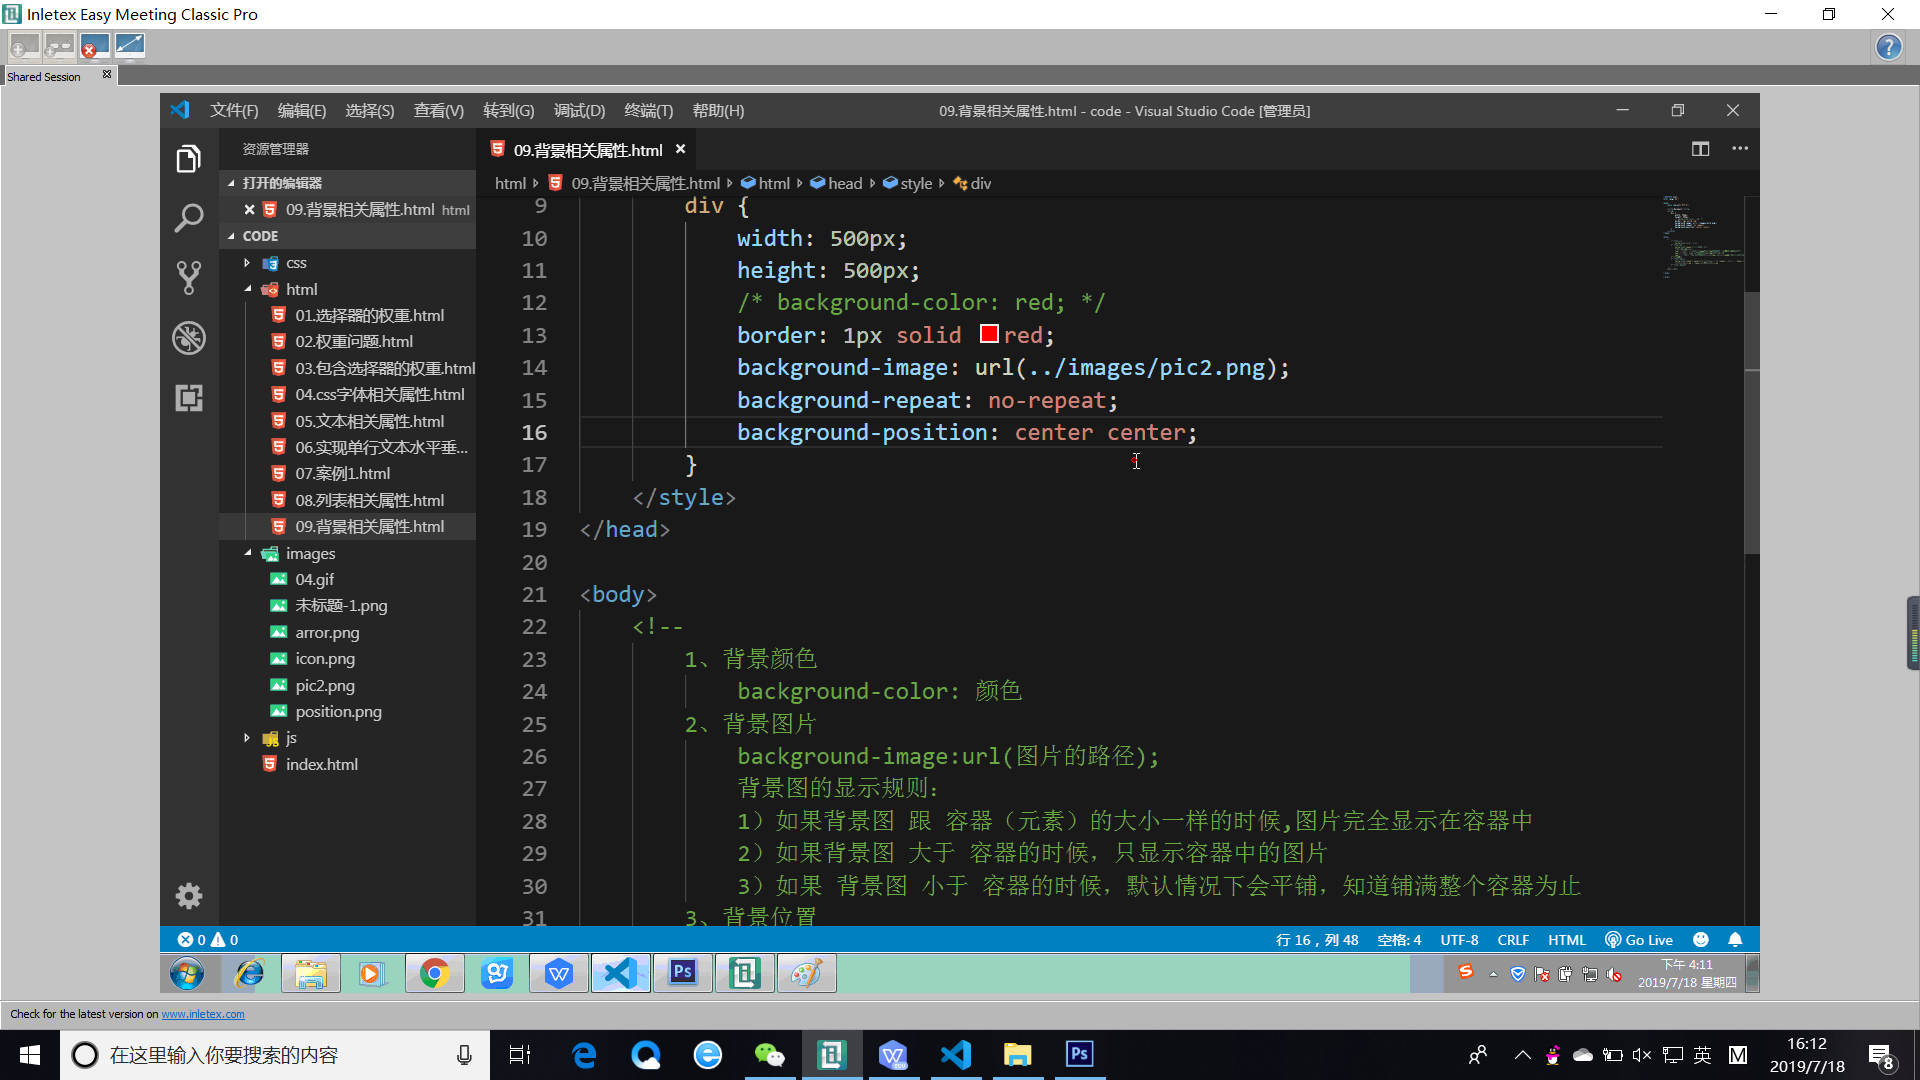 Inletex Easy Meeting Classic Pro
Shared Session
文件(F) 编辑(E) 选择(S) 查看(V) 转到(G) 调试(D) 终端(T) 帮助(H)
09.背景相关属性.html - code - Visual Studio Code [管理员]
资源管理器
09.背景相关属性.html
打开的编辑器
html 09.背景相关属性.html html head style div
09.背景相关属性.html html
CODE
css
html
01.选择器的权重.html
02.权重问题.html
03.包含选择器的权重.html
04.css字体相关属性.html
05.文本相关属性.html
06.实现单行文本水平垂...
07.案例1.html
08.列表相关属性.html
09.背景相关属性.html
images
04.gif
未标题-1.png
arror.png
icon.png
pic2.png
position.png
js
index.html
9 div {
10 width: 500px;
11 height: 500px;
12 /* background-color: red; */
13 border: 1px solid red;
14 background-image: url(../images/pic2.png);
15 background-repeat: no-repeat;
16 background-position: center center;
17 }
18 </style>
19 </head>
20
21 <body>
22 <!--
23 1、背景颜色
24 background-color: 颜色
25 2、背景图片
26 background-image:url(图片的路径);
27 背景图的显示规则:
28 1）如果背景图 跟 容器（元素）的大小一样的时候,图片完全显示在容器中
29 2）如果背景图 大于 容器的时候，只显示容器中的图片
30 3）如果 背景图 小于 容器的时候，默认情况下会平铺，知道铺满整个容器为止
31 3、背景位置
0 0
行 16，列 48 空格: 4 UTF-8 CRLF HTML Go Live
下午 4:11
2019/7/18 星期四
Check for the latest version on www.inletex.com
在这里输入你要搜索的内容
英 M
16:12
2019/7/18
8